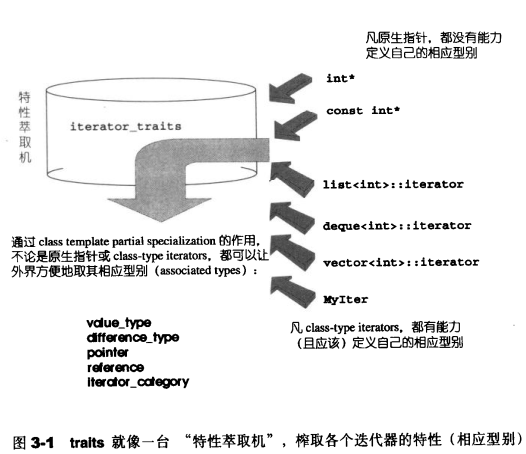 凡原生指针，都没有能力
定义自己的相应型别
int*
const int*
特性萃取机
iterator_traits
list<int>::iterator
deque<int>::iterator
vector<int>::iterator
MyIter
通过 class template partial specialization 的作用，
不论是原生指针或 class-type iterators，都可以让
外界方便地取其相应型别（associated types）：
凡 class-type iterators，都有能力
（且应该）定义自己的相应型别
value_type
difference_type
pointer
reference
iterator_category
图 3-1 traits 就像一台 “特性萃取机”，榨取各个迭代器的特性（相应型别）